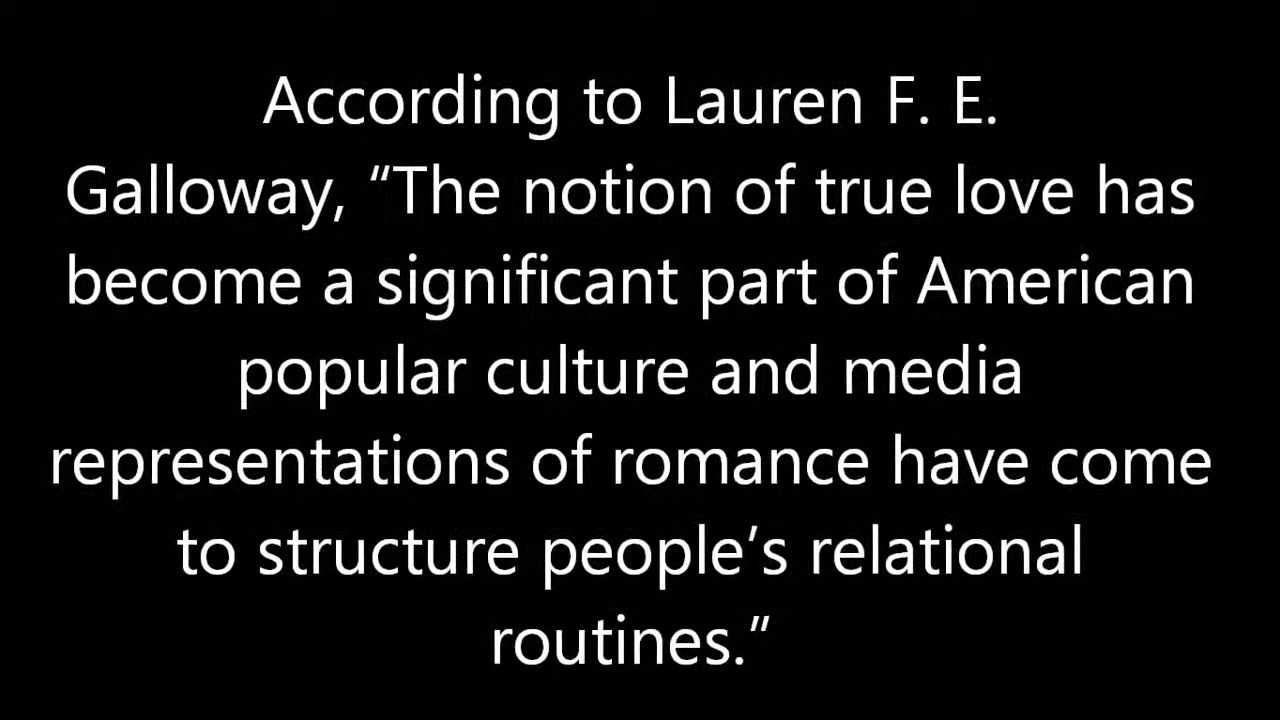 According to Lauren F. E.
Galloway, “The notion of true love has
become a significant part of American
popular culture and media
representations of romance have come
to structure people’s relational
routines.”